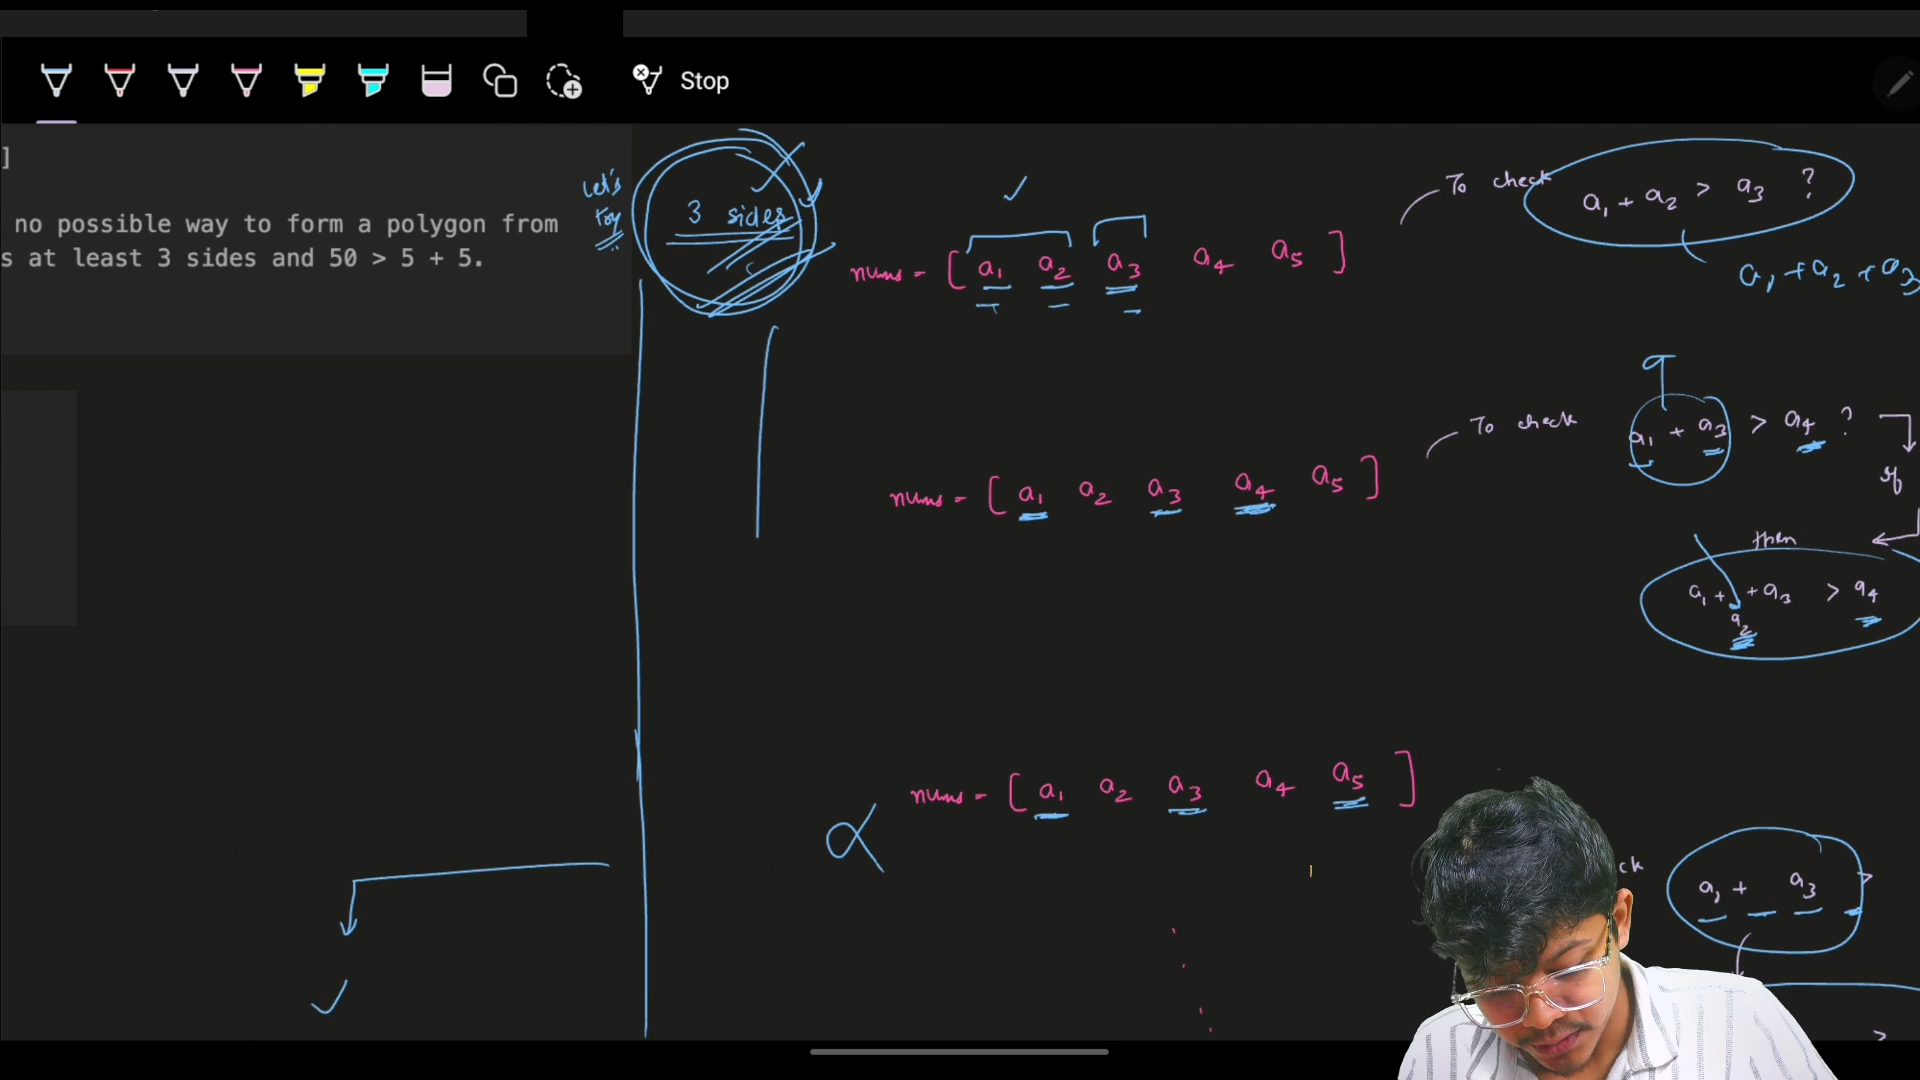 Stop
]
no possible way to form a polygon from
s at least 3 sides and 50 > 5 + 5.
Let's
try
3 sides
nums = [ a1 a2 a3 a4 a5 ]
To check a1 + a2 > a3 ?
a1 + a2 + a3
nums = [ a1 a2 a3 a4 a5 ]
To check a1 + a3 > a4 ?
if
then
a1 + a2 + a3 > a4
nums = [ a1 a2 a3 a4 a5 ]
ck a1 + a3 >
>